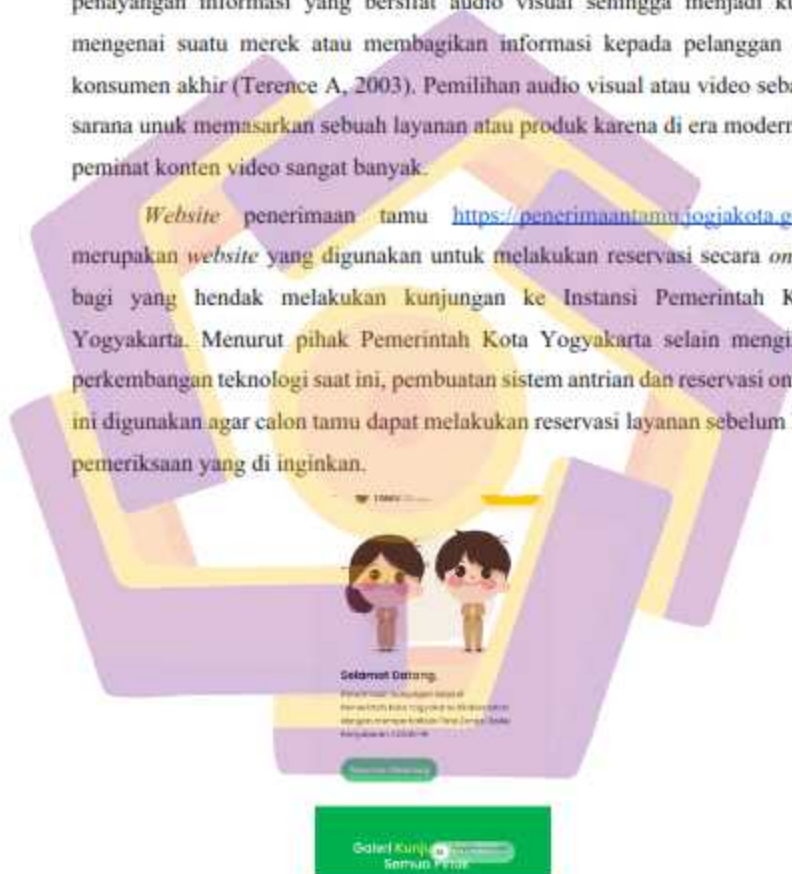 penayangan informasi yang bersifat audio visual sehingga menjadi
mengenai suatu merek atau membagikan informasi kepada pelanggan
konsumen akhir (Terence A, 2003). Pemilihan audio visual atau video
sarana unuk memasarkan sebuah layanan atau produk karena di era modern
peminat konten video sangat banyak.
Website penerimaan tamu https://penerimaantamu.jogjakota.g
merupakan website yang digunakan untuk melakukan reservasi secara
bagi yang hendak melakukan kunjungan ke Instansi Pemerintah
Yogyakarta. Menurut pihak Pemerintah Kota Yogyakarta selain
perkembangan teknologi saat ini, pembuatan sistem antrian dan reservasi
ini digunakan agar calon tamu dapat melakukan reservasi layanan sebelum
pemeriksaan yang di inginkan.
Selamat Datang.
Galeri
Semua